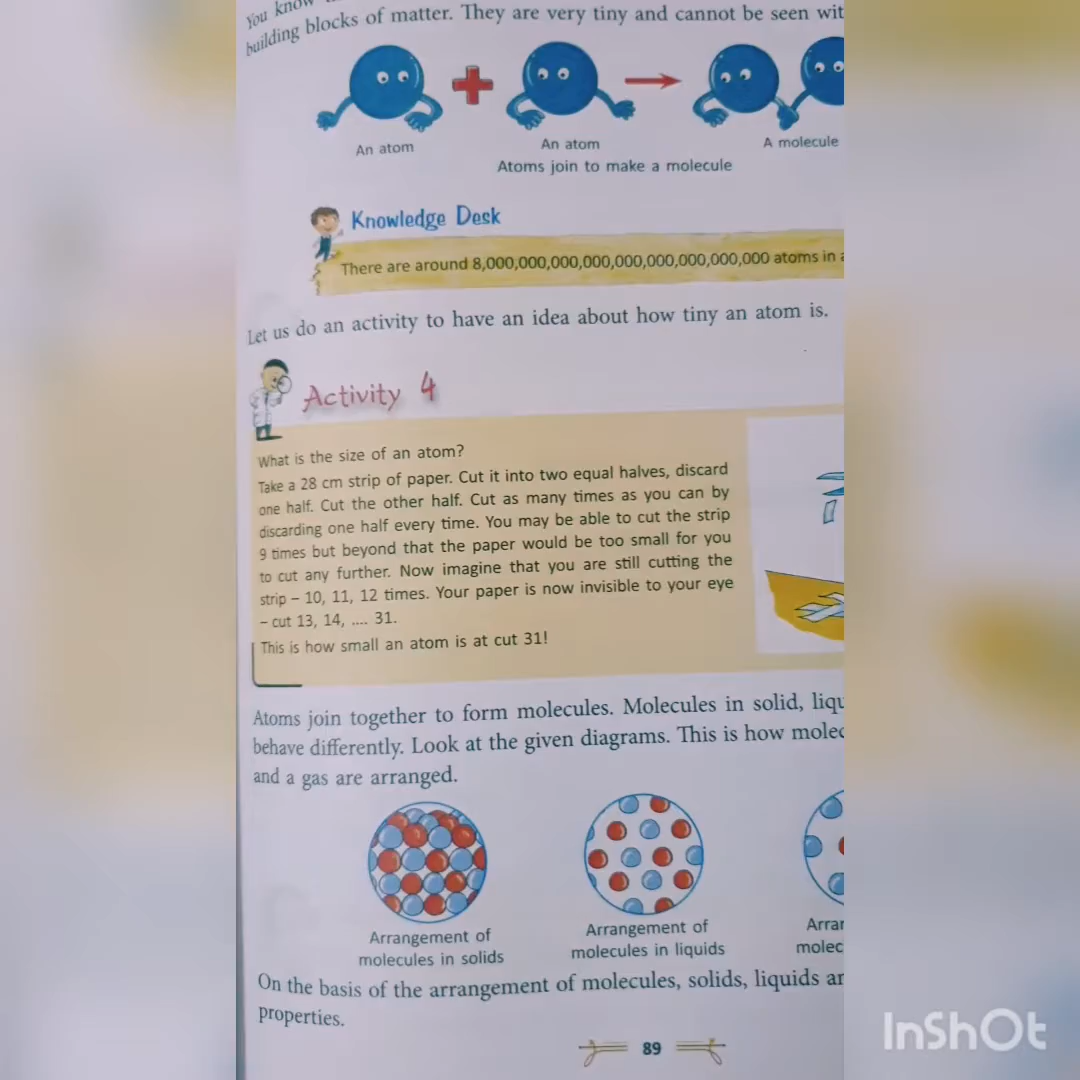 You know
building blocks of matter. They are very tiny and cannot be seen wit
An atom
An atom
A molecule
Atoms join to make a molecule
Knowledge Desk
There are around 8,000,000,000,000,000,000,000,000,000 atoms in a
Let us do an activity to have an idea about how tiny an atom is.
Activity 4
What is the size of an atom?
Take a 28 cm strip of paper. Cut it into two equal halves, discard
one half. Cut the other half. Cut as many times as you can by
discarding one half every time. You may be able to cut the strip
9 times but beyond that the paper would be too small for you
to cut any further. Now imagine that you are still cutting the
strip – 10, 11, 12 times. Your paper is now invisible to your eye
– cut 13, 14, .... 31.
This is how small an atom is at cut 31!
Atoms join together to form molecules. Molecules in solid, liqu
behave differently. Look at the given diagrams. This is how molec
and a gas are arranged.
Arrangement of
molecules in solids
Arrangement of
molecules in liquids
Arrar
molec
On the basis of the arrangement of molecules, solids, liquids ar
properties.
89
InShOt